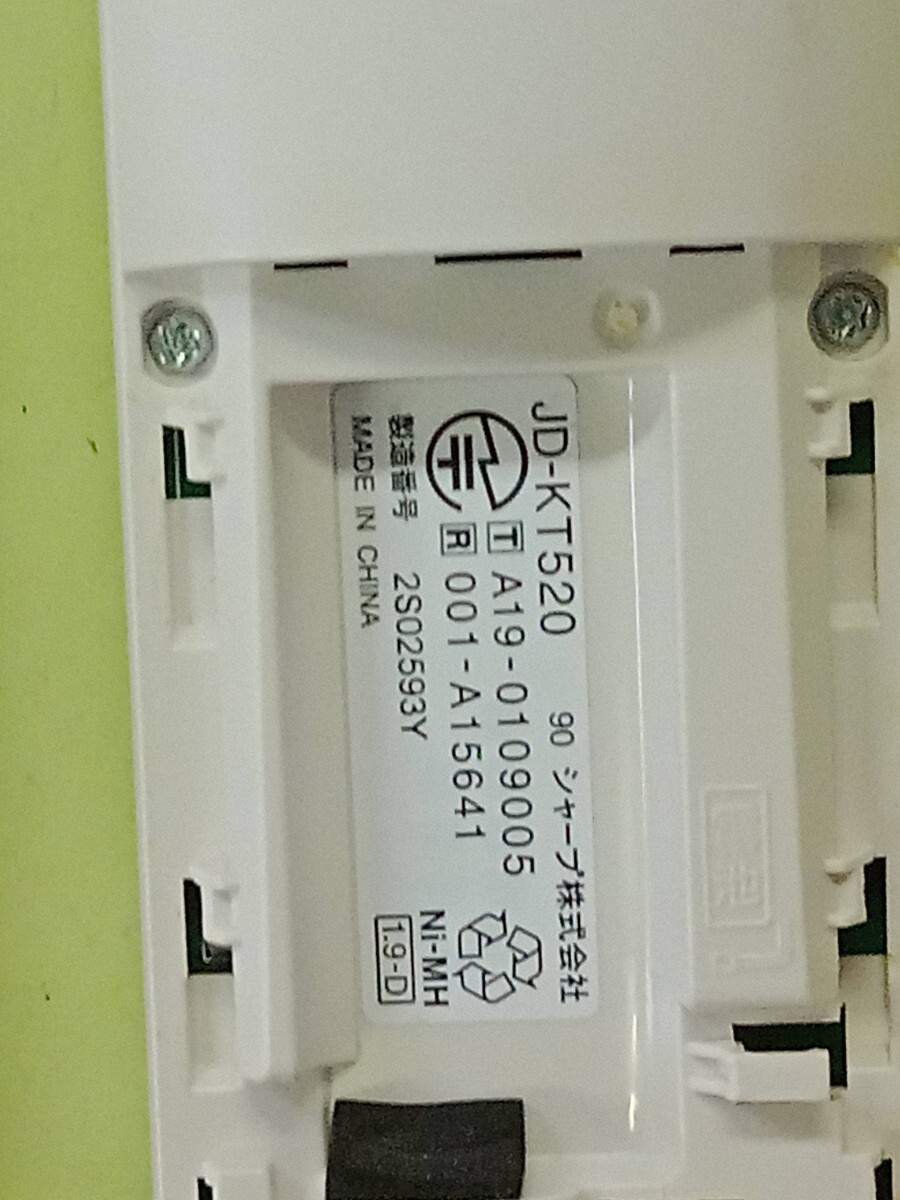 JD-KT520 90 シャープ株式会社
T A19-0109005
R 001-A15641
製造番号 2S02593Y
MADE IN CHINA
Ni-MH
1.9-D